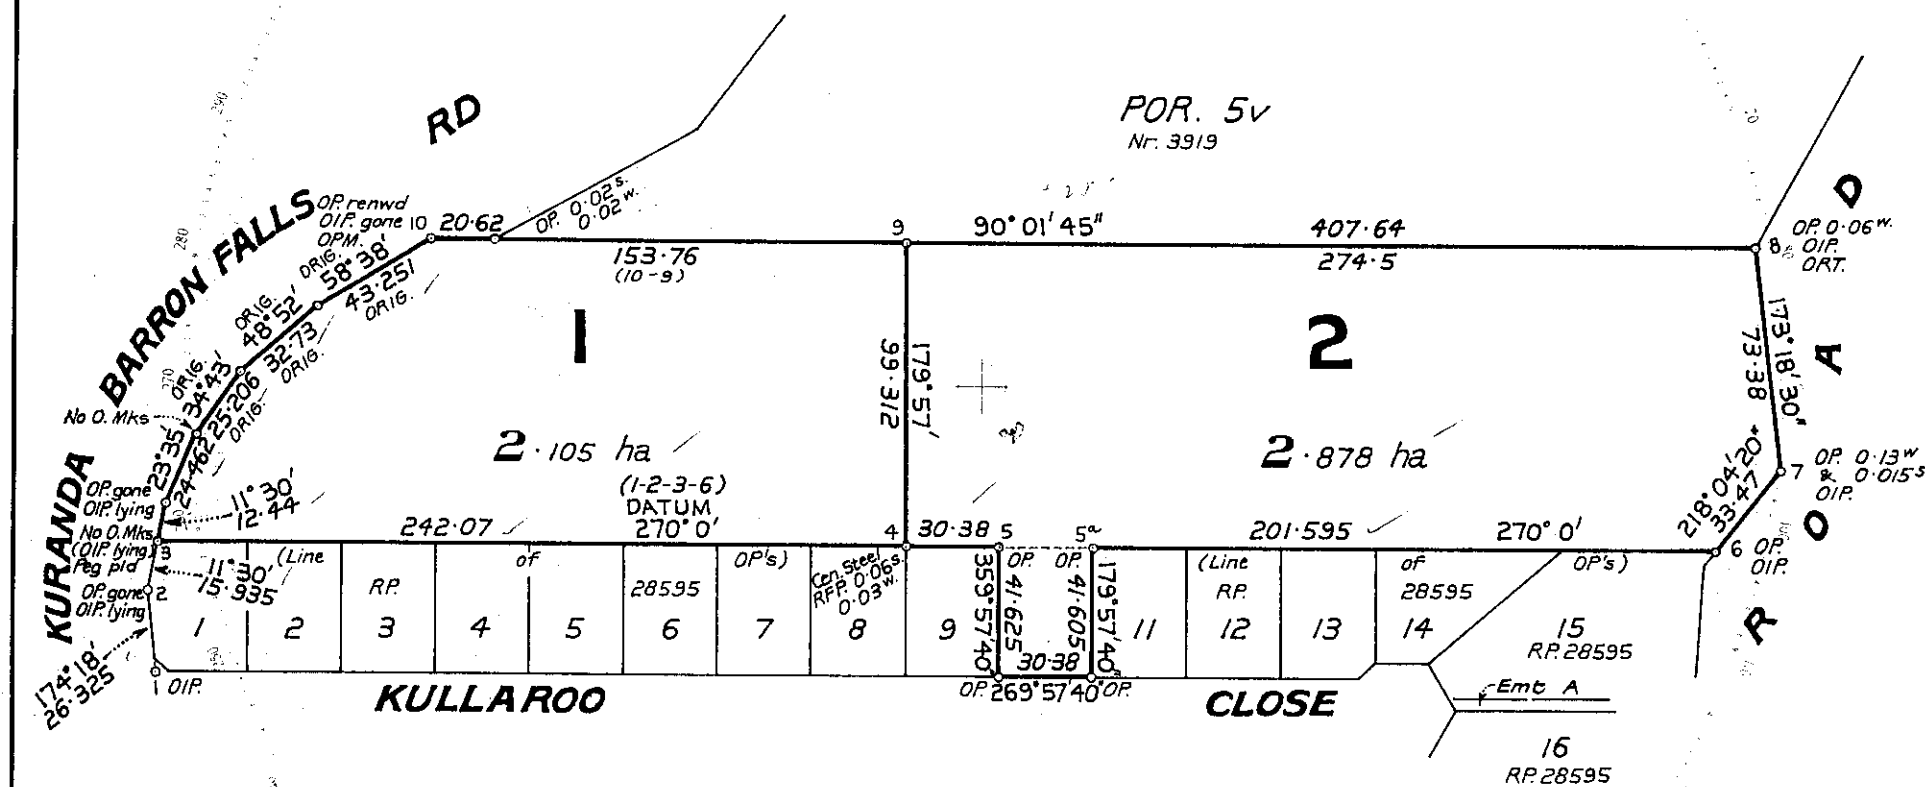 POR. 5v
Nr. 3919
RD
BARRON FALLS
KURANDA
290
280
270
OP. renwd
OIP. gone 10
OPM.
20·62
OP. 0·02 s.
0·02 w.
9
90° 01' 45"
407·64
153·76
(10-9)
274·5
OP. 0·06 w.
8 OIP.
ORT.
ORIG.
58° 38'
43·251
ORIG.
ORIG.
48° 52'
32·73
ORIG.
ORIG.
34° 43'
25·206
ORIG.
No O. Mks
23° 35'
24·462
1
2
99·312
179° 57'
173° 18' 30"
73·38
R O A D
2·105 ha
2·878 ha
(1-2-3-6)
DATUM
OP. gone
OIP. lying
11° 30'
12·44
242·07
270° 0'
4
30·38
5
5a
201·595
270° 0'
218° 04' 20"
33·47
7
OP. 0·13 w
& 0·015 s
OIP.
6 OP.
OIP.
No O. Mks
(OIP. lying)
Peg pld
3
11° 30'
15·935
OP. gone
OIP. lying
2
174° 18'
26·325
1 OIP.
(Line of OP's)
RP. 28595
Cen. Steel
RFP. 0·06 s.
0·03 w.
OP.
OP.
359° 57' 40"
41·625
41·605
179° 57' 40"
(Line of OP's)
RP. 28595
1 2 3 4 5 6 7 8 9 11 12 13 14 15
RP. 28595
30·38
OP. 269° 57' 40" OP.
KULLAROO CLOSE
Emt A
16
RP. 28595